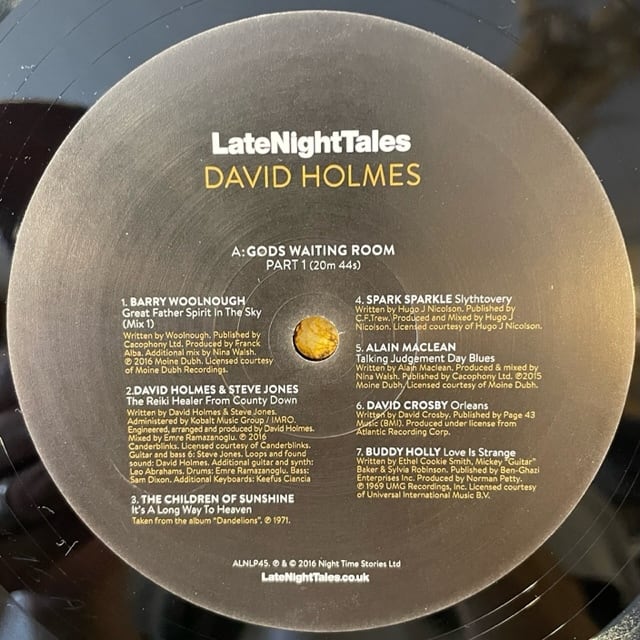 LateNightTales
DAVID HOLMES
A: GODS WAITING ROOM
PART 1 (20m 44s)
1. BARRY WOOLNOUGH
Great Father Spirit In The Sky
(Mix 1)
Written by Woolnough. Published by
Cacophony Ltd. Produced by Franck
Alba. Additional mix by Nina Walsh.
℗ 2016 Moine Dubh. Licensed courtesy
of Moine Dubh Recordings.
2.DAVID HOLMES & STEVE JONES
The Reiki Healer From County Down
Written by David Holmes & Steve Jones.
Administered by Kobalt Music Group / IMRO.
Engineered, arranged and produced by David Holmes.
Mixed by Emre Ramazanoglu. ℗ 2016
Canderblinks. Licensed courtesy of Canderblinks.
Guitar and bass 6: Steve Jones. Loops and found
sound: David Holmes. Additional guitar and synth:
Leo Abrahams. Drums: Emre Ramazanoglu. Bass:
Sam Dixon. Additional Keyboards: Keefus Ciancia
3. THE CHILDREN OF SUNSHINE
It's A Long Way To Heaven
Taken from the album "Dandelions". ℗ 1971.
4. SPARK SPARKLE Slythtovery
Written by Hugo J Nicolson. Published by
C.F.Trew. Produced and Mixed by Hugo J
Nicolson. Licensed courtesy of Hugo J Nicolson.
5. ALAIN MACLEAN
Talking Judgement Day Blues
Written by Alain Maclean. Produced & mixed by
Nina Walsh. Published by Cacophony Ltd. ℗2015
Moine Dubh. Licensed courtesy of Moine Dubh.
6. DAVID CROSBY Orleans
Written by David Crosby. Published by Page 43
Music (BMI). Produced under license from
Atlantic Recording Corp.
7. BUDDY HOLLY Love Is Strange
Written by Ethel Cookie Smith, Mickey "Guitar"
Baker & Sylvia Robinson. Published by Ben-Ghazi
Enterprises Inc. Produced by Norman Petty.
℗ 1969 UMG Recordings, Inc. Licensed courtesy
of Universal International Music B.V.
ALNLP45. ℗ & © 2016 Night Time Stories Ltd
LateNightTales.co.uk